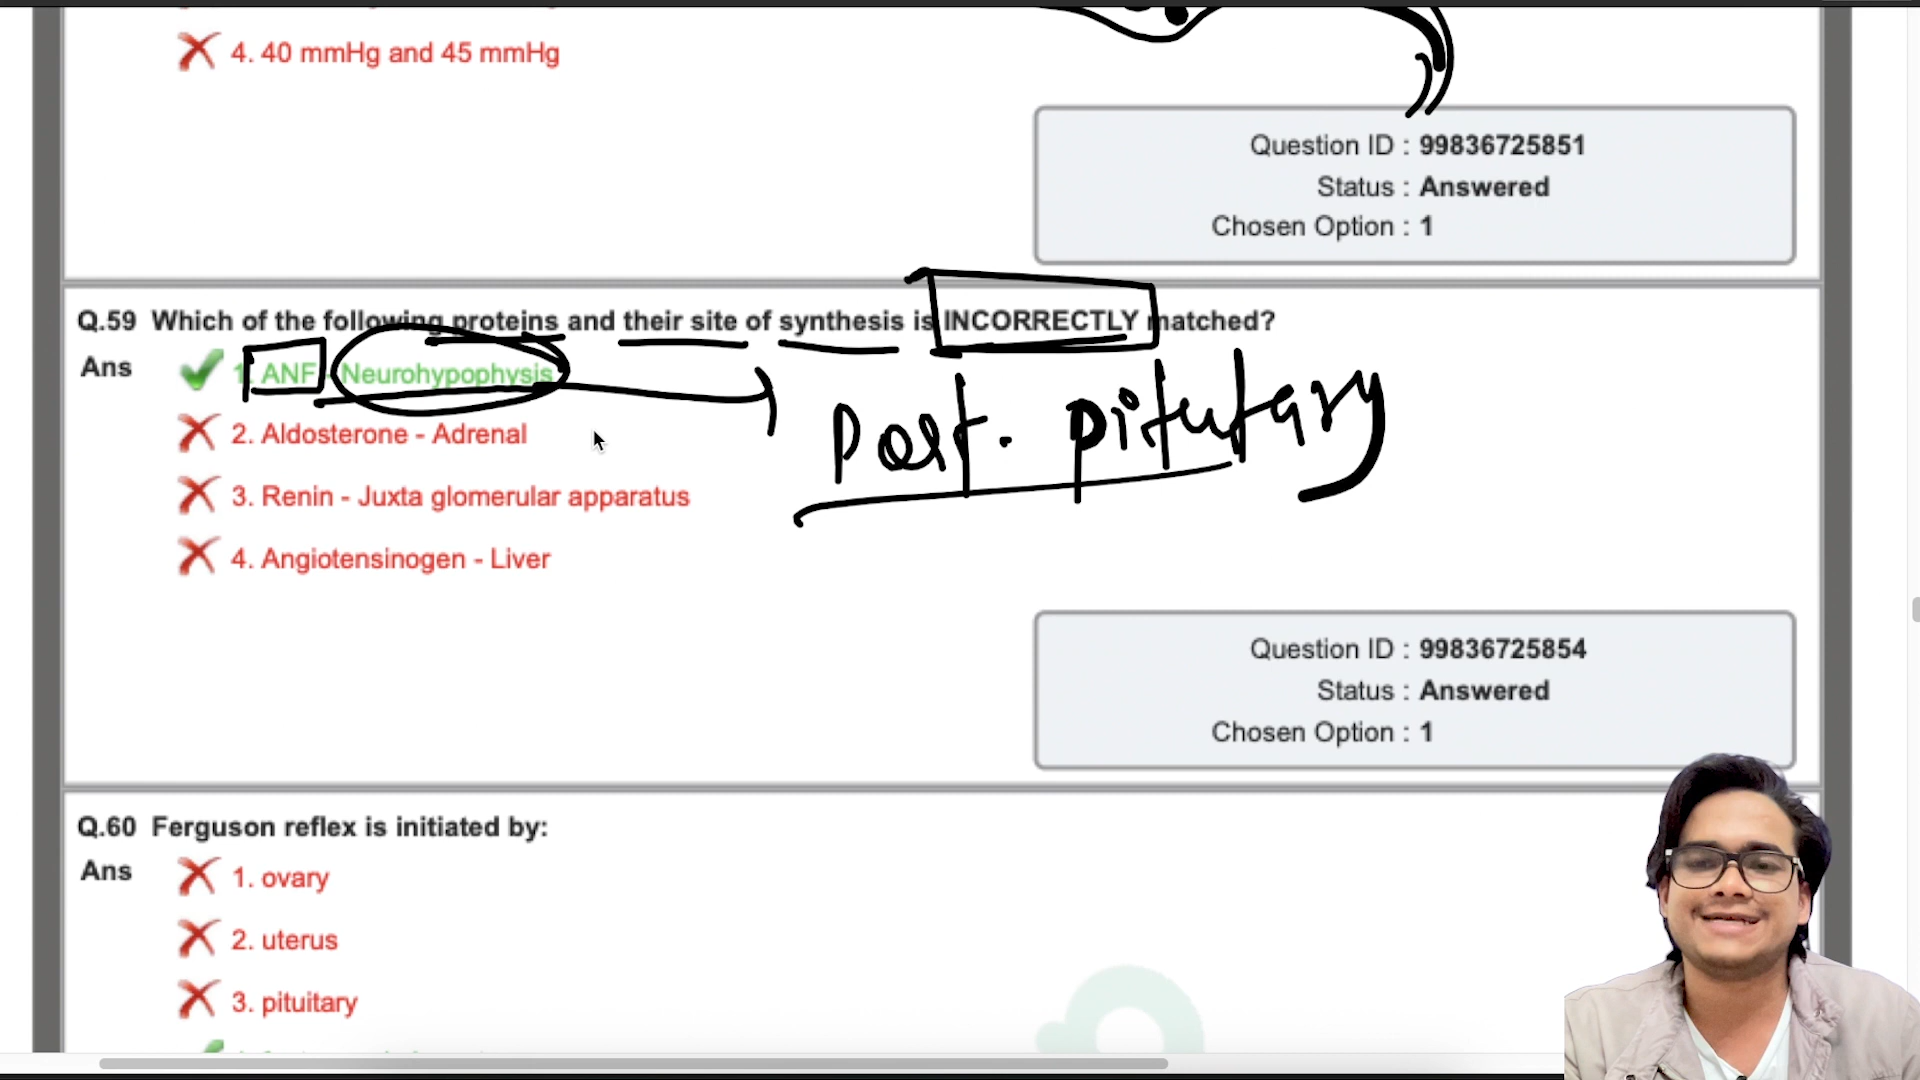 4. 40 mmHg and 45 mmHg
Question ID : 99836725851
Status : Answered
Chosen Option : 1
Q.59 Which of the following proteins and their site of synthesis is INCORRECTLY matched?
Ans 1. ANF - Neurohypophysis
Post. pitutary
2. Aldosterone - Adrenal
3. Renin - Juxta glomerular apparatus
4. Angiotensinogen - Liver
Question ID : 99836725854
Status : Answered
Chosen Option : 1
Q.60 Ferguson reflex is initiated by:
Ans 1. ovary
2. uterus
3. pituitary